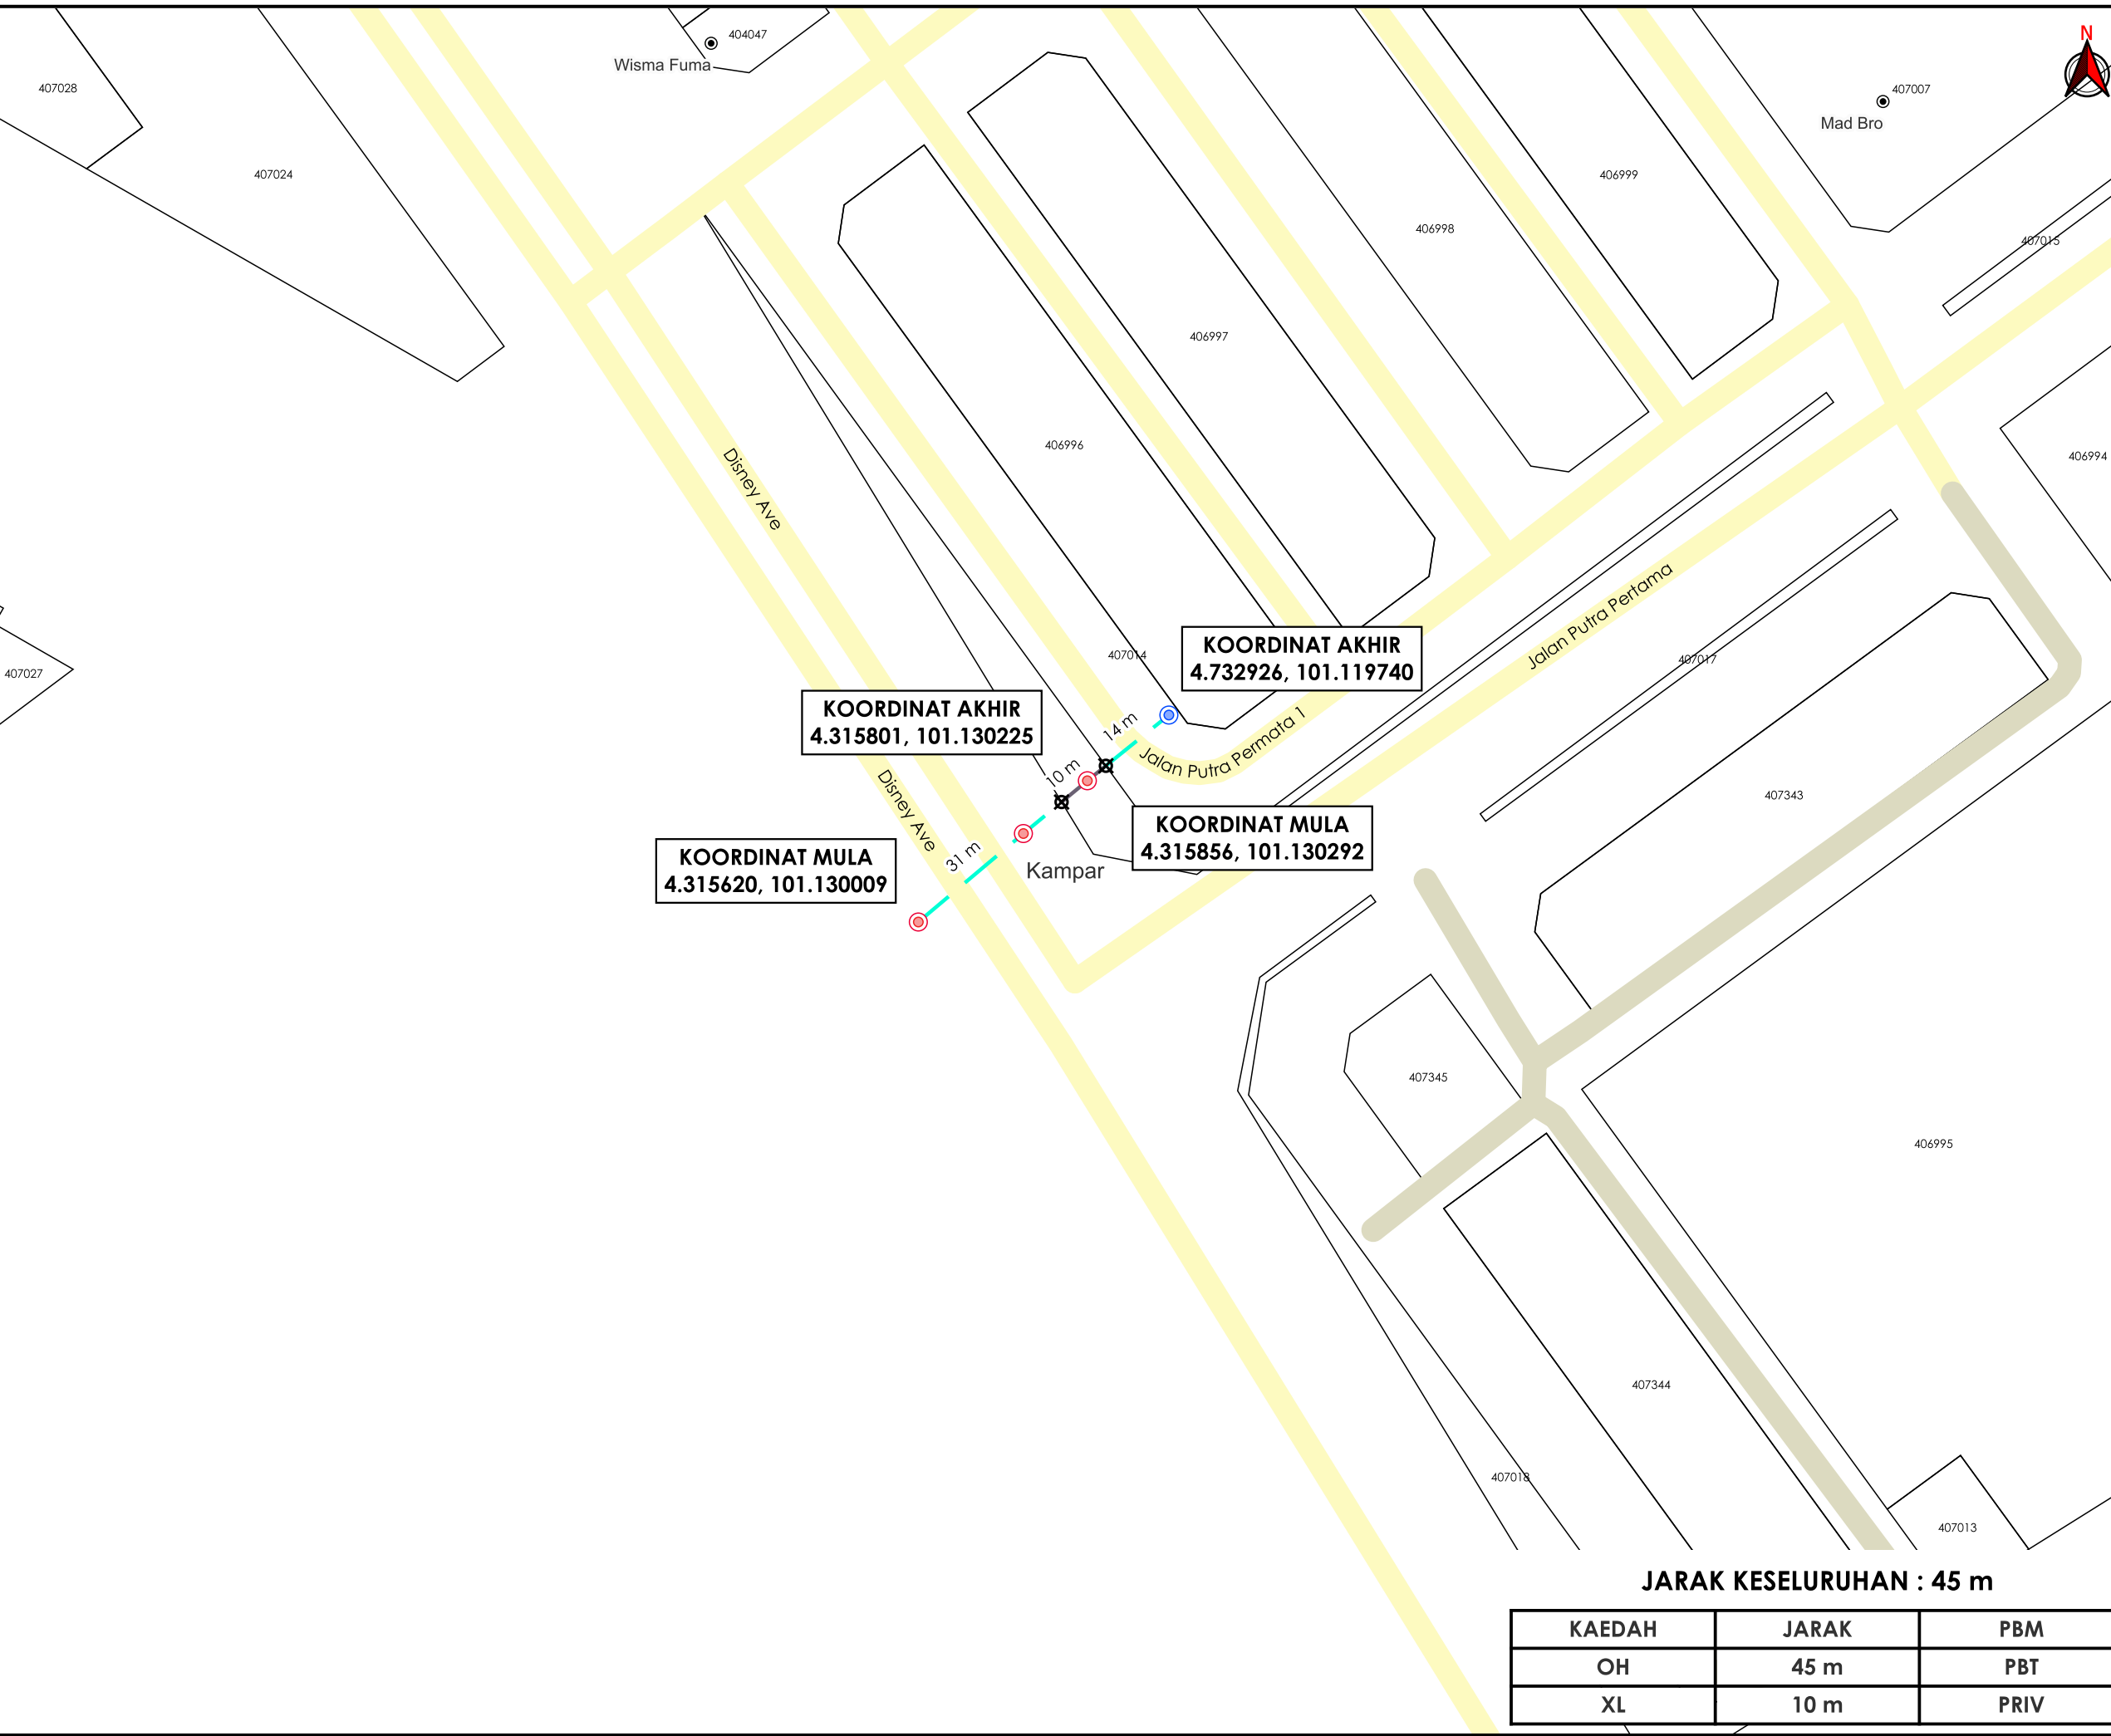 404047
Wisma Fuma
N
407028
407007
Mad Bro
407024
406999
406998
407015
406997
406996
406994
Disney Ave
Jalan Putra Pertama
407014
KOORDINAT AKHIR
4.732926, 101.119740
407017
407027
KOORDINAT AKHIR
4.315801, 101.130225
14 m
Jalan Putra Permata 1
10 m
407343
Disney Ave
KOORDINAT MULA
4.315856, 101.130292
KOORDINAT MULA
4.315620, 101.130009
31 m
Kampar
407345
406995
407344
407018
407013
JARAK KESELURUHAN : 45 m
KAEDAH JARAK PBM
OH 45 m PBT
XL 10 m PRIV